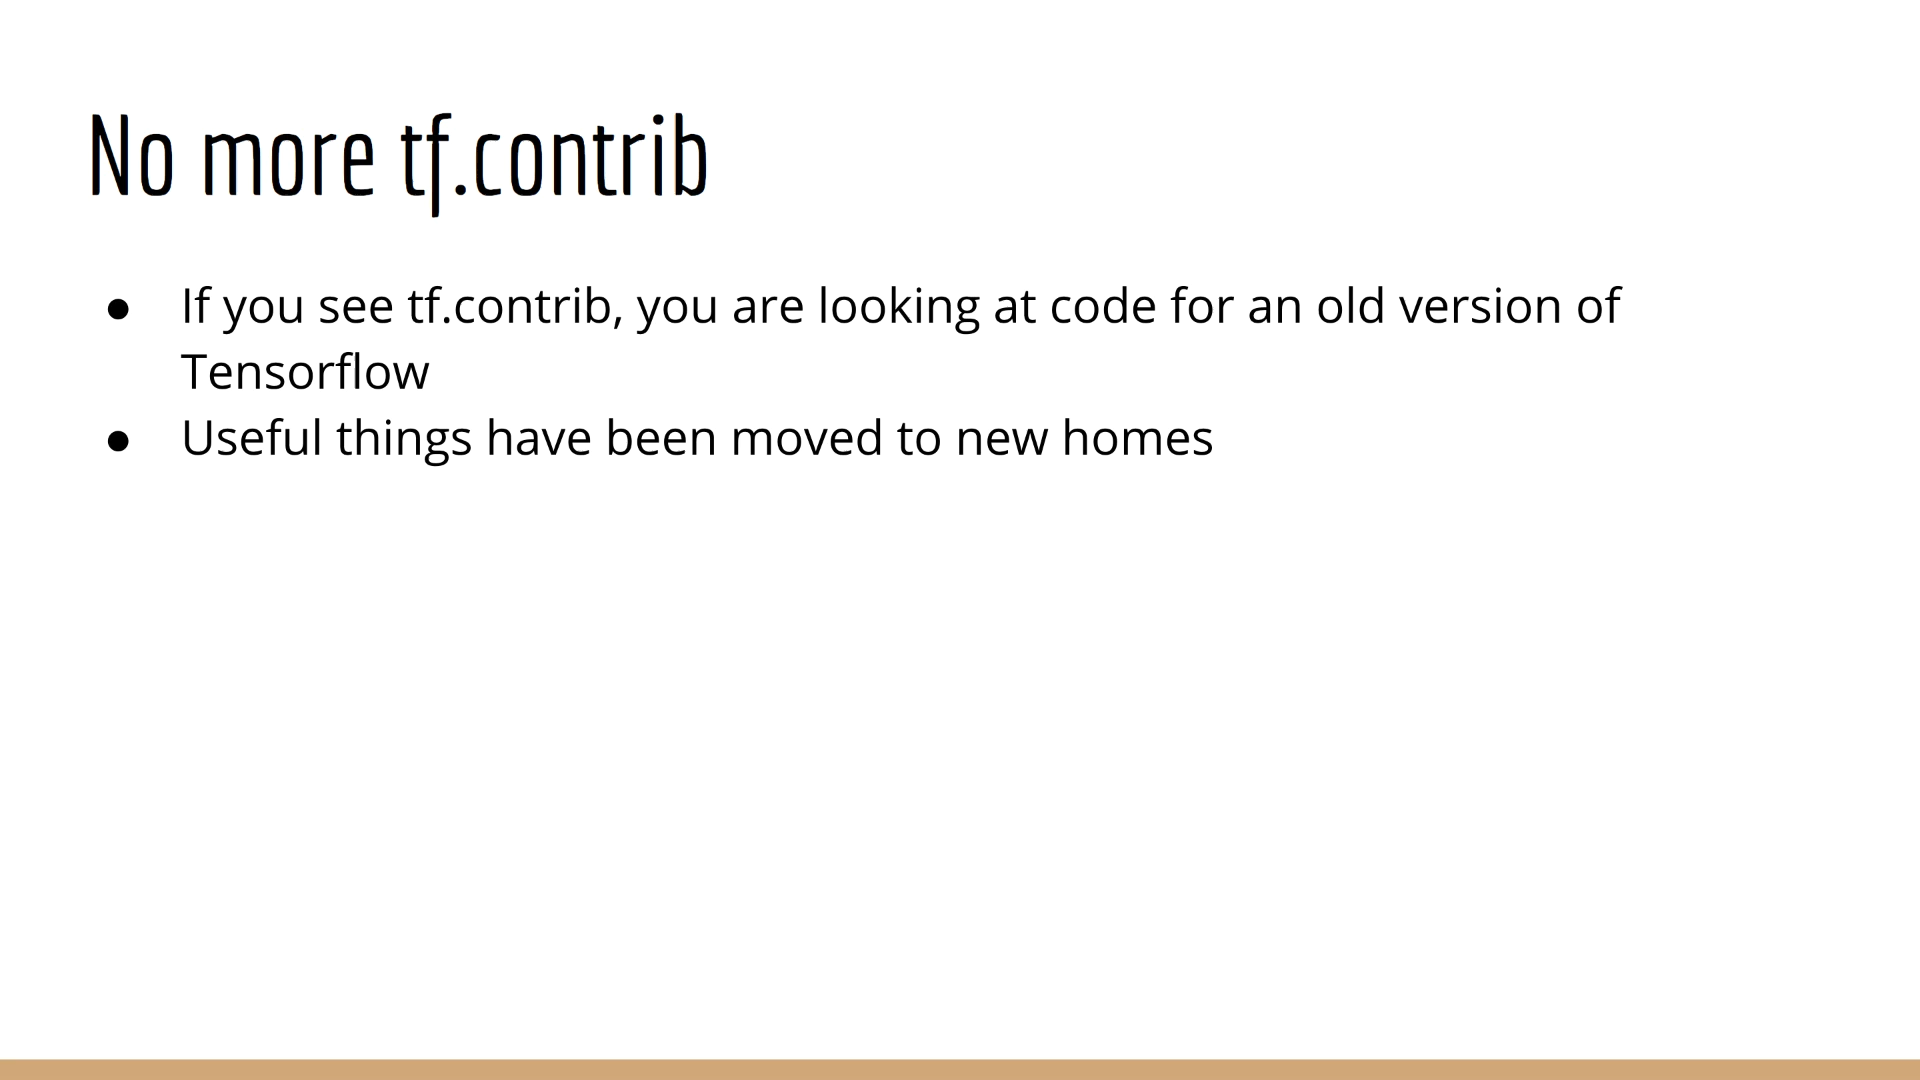 No more tf.contrib
● If you see tf.contrib, you are looking at code for an old version of
Tensorflow
● Useful things have been moved to new homes